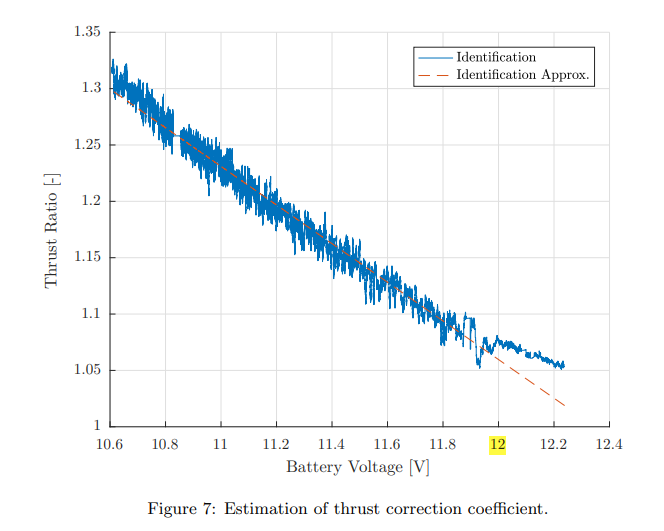 1.35
1.3
1.25
1.2
1.15
1.1
1.05
1
Thrust Ratio [-]
Identification
Identification Approx.
10.6 10.8 11 11.2 11.4 11.6 11.8 12 12.2 12.4
Battery Voltage [V]
Figure 7: Estimation of thrust correction coefficient.